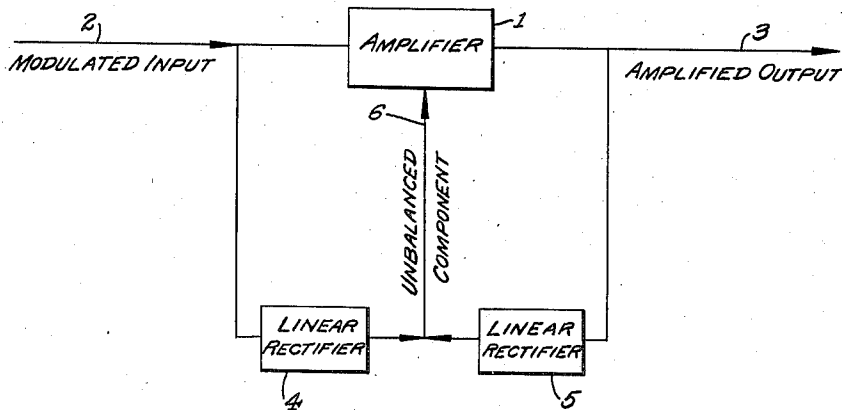 1
2
AMPLIFIER
3
MODULATED INPUT
AMPLIFIED OUTPUT
6
UNBALANCED
COMPONENT
LINEAR
RECTIFIER
LINEAR
RECTIFIER
4
5